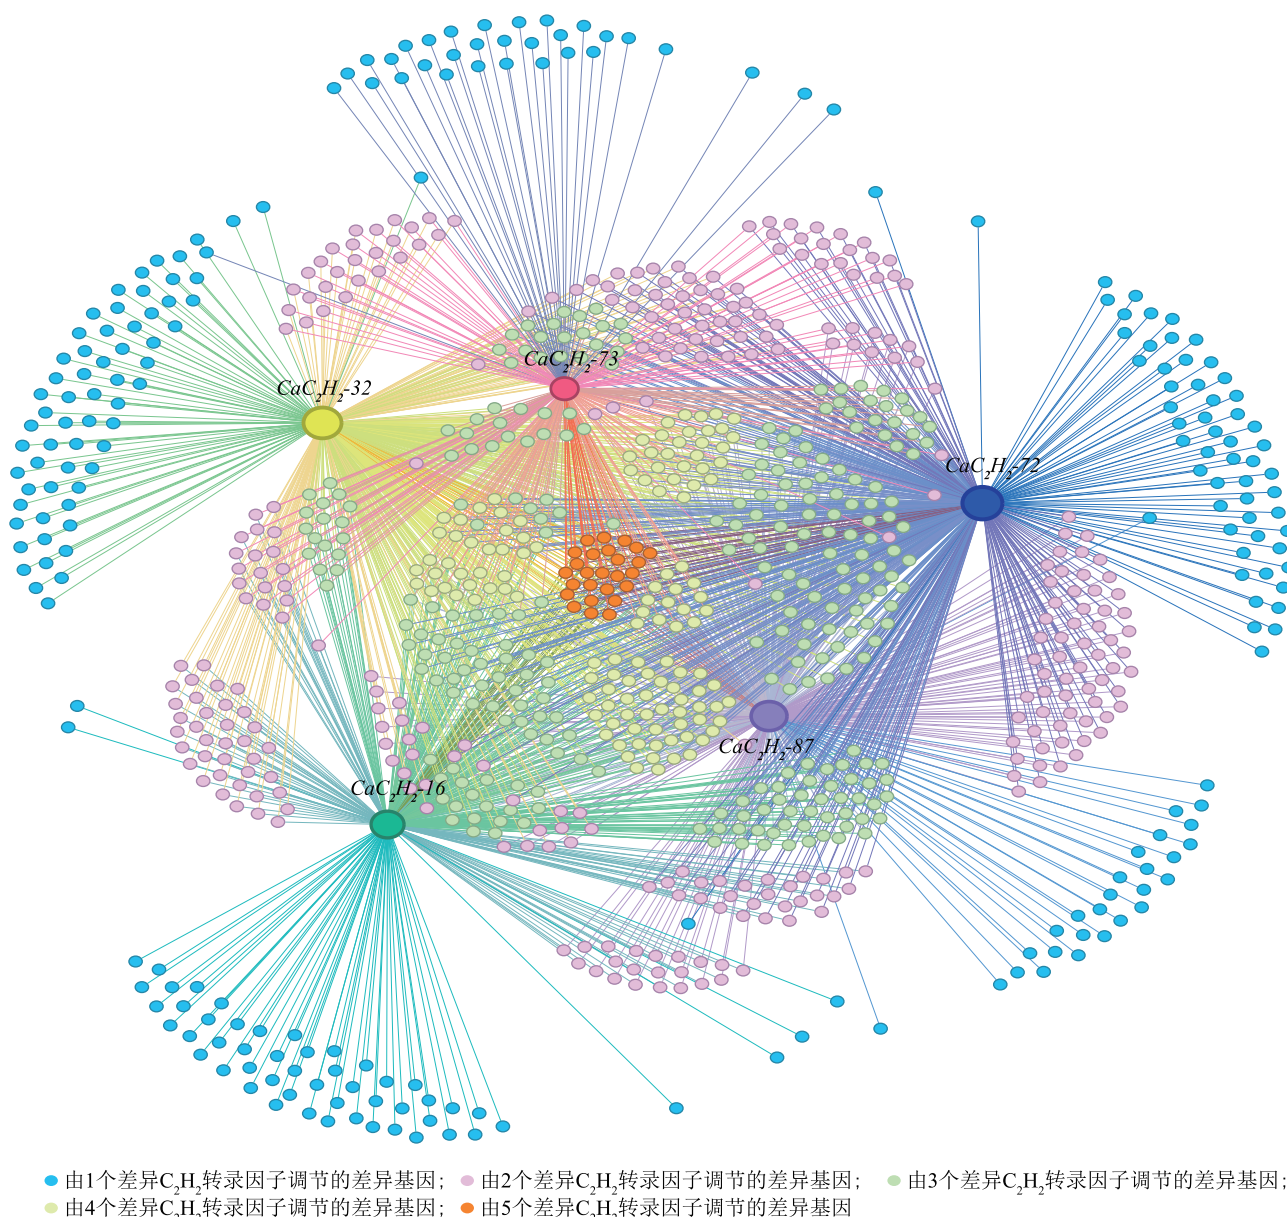 CaC₂H₂-73
CaC₂H₂-32
CaC₂H₂-72
CaC₂H₂-87
CaC₂H₂-16
由1个差异C₂H₂转录因子调节的差异基因; 由2个差异C₂H₂转录因子调节的差异基因; 由3个差异C₂H₂转录因子调节的差异基因;
由4个差异C₂H₂转录因子调节的差异基因; 由5个差异C₂H₂转录因子调节的差异基因